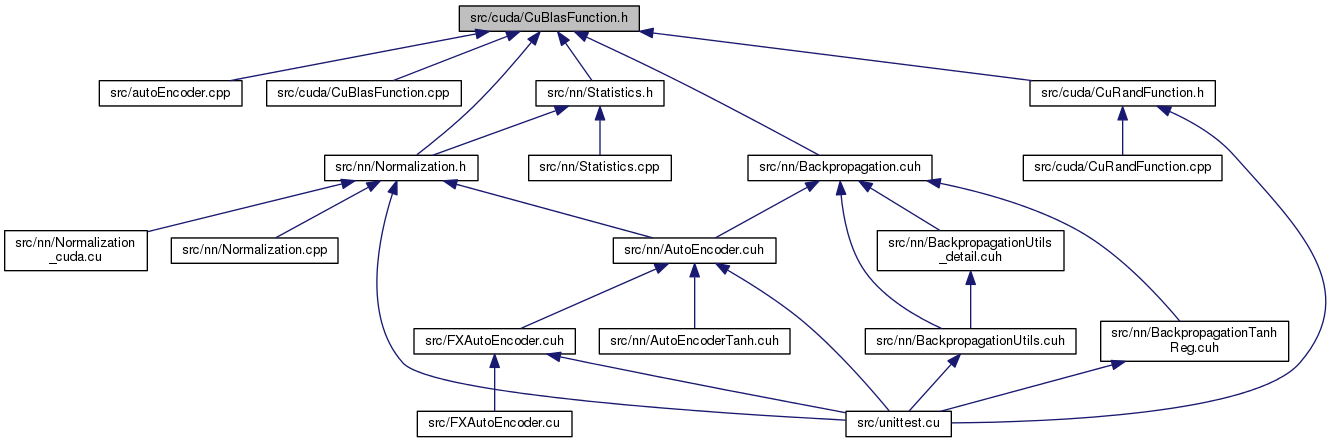 src/cuda/CuBlasFunction.h
src/autoEncoder.cpp
src/cuda/CuBlasFunction.cpp
src/nn/Statistics.h
src/cuda/CuRandFunction.h
src/nn/Normalization.h
src/nn/Statistics.cpp
src/nn/Backpropagation.cuh
src/cuda/CuRandFunction.cpp
src/nn/Normalization
_cuda.cu
src/nn/Normalization.cpp
src/nn/AutoEncoder.cuh
src/nn/BackpropagationUtils
_detail.cuh
src/FXAutoEncoder.cuh
src/nn/AutoEncoderTanh.cuh
src/nn/BackpropagationUtils.cuh
src/nn/BackpropagationTanh
Reg.cuh
src/FXAutoEncoder.cu
src/unittest.cu